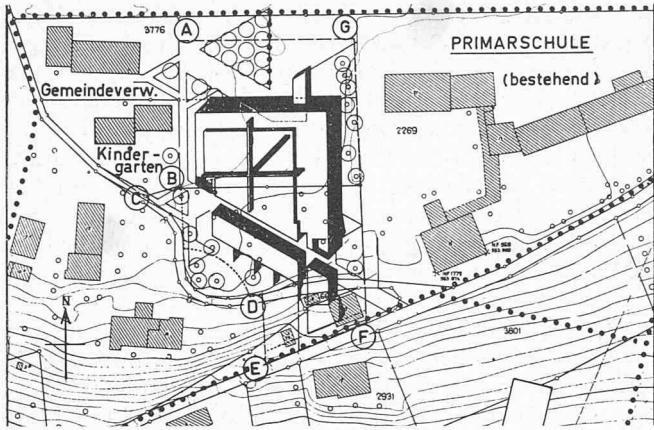 3776
A
G
PRIMARSCHULE
(bestehend)
Gemeindeverw.
2269
Kinder-
garten
B
C
N
D
F
E
3801
2931